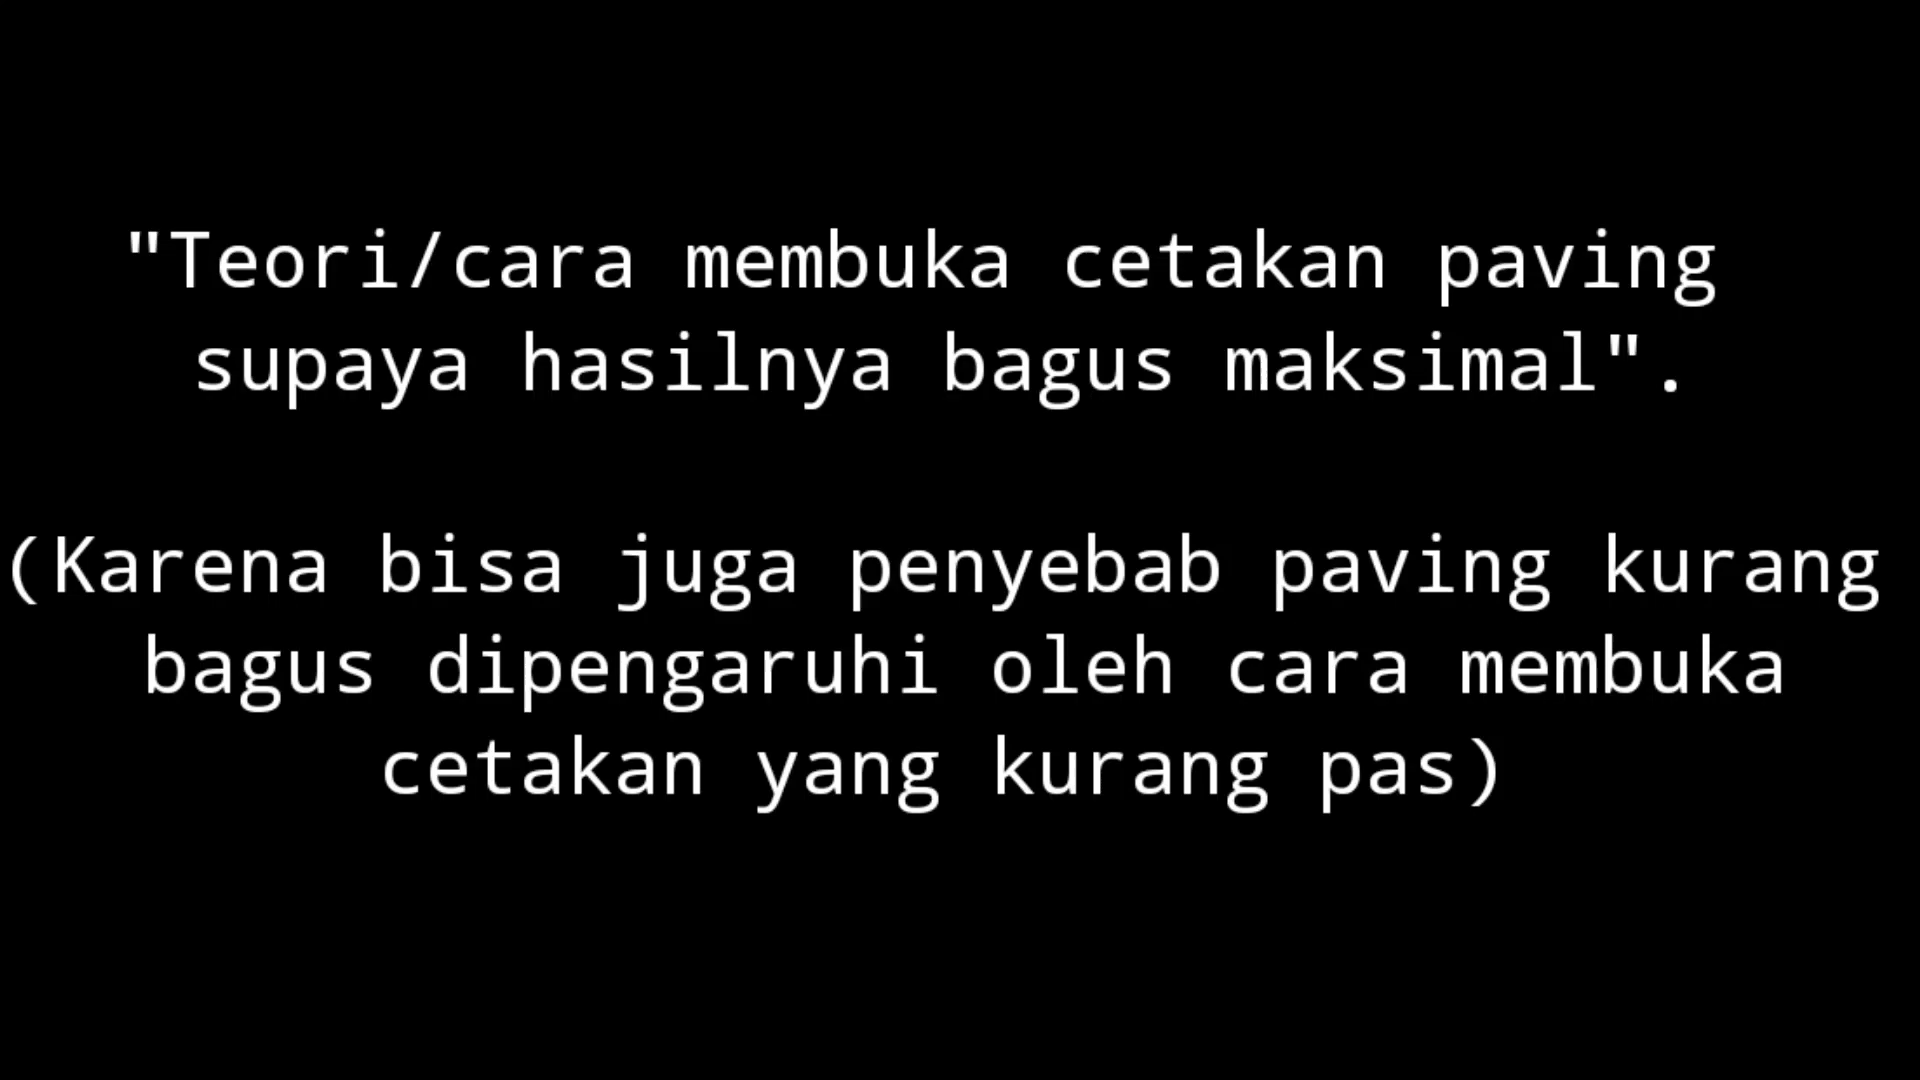 "Teori/cara membuka cetakan paving
supaya hasilnya bagus maksimal".
(Karena bisa juga penyebab paving kurang
bagus dipengaruhi oleh cara membuka
cetakan yang kurang pas)